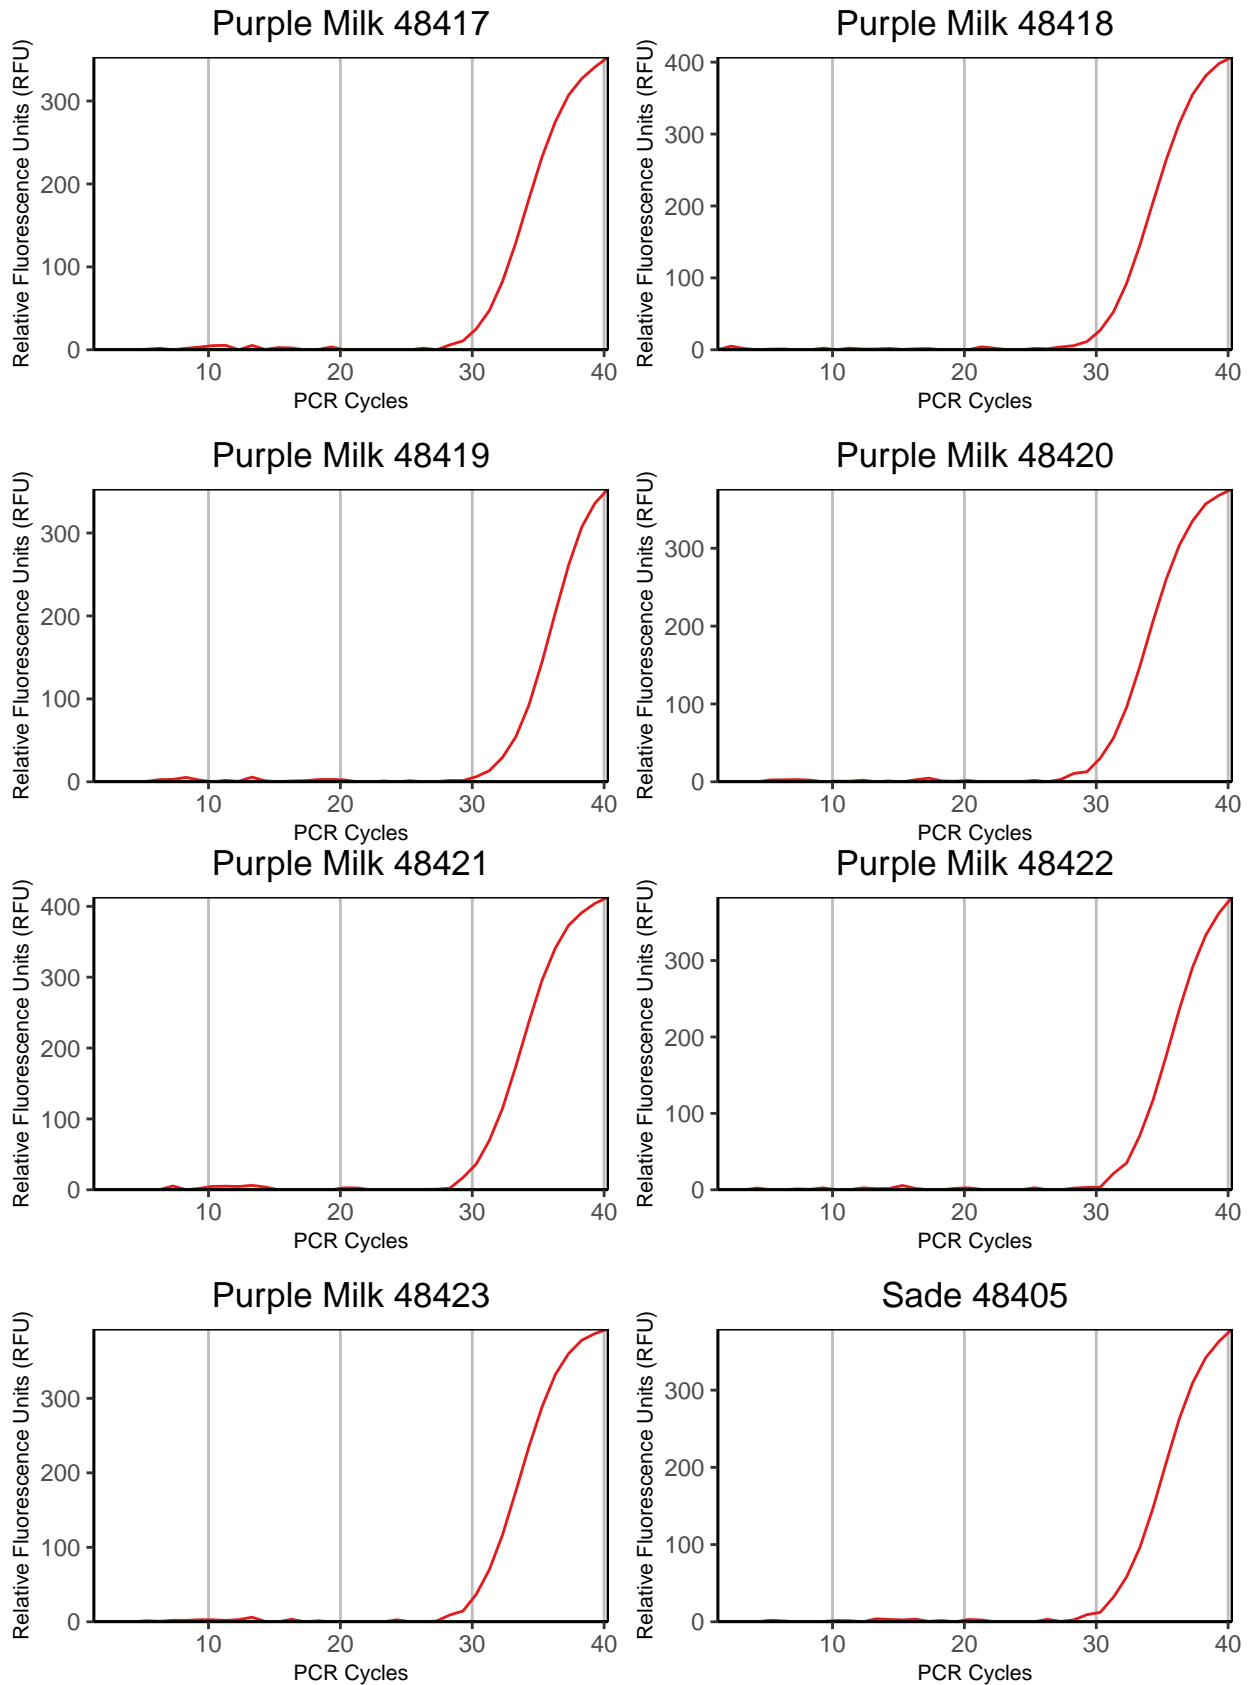 Purple Milk 48417
Relative Fluorescence Units (RFU)
300
200
100
0
10 20 30 40
PCR Cycles
Purple Milk 48418
Relative Fluorescence Units (RFU)
400
300
200
100
0
10 20 30 40
PCR Cycles
Purple Milk 48419
Relative Fluorescence Units (RFU)
300
200
100
0
10 20 30 40
PCR Cycles
Purple Milk 48420
Relative Fluorescence Units (RFU)
300
200
100
0
10 20 30 40
PCR Cycles
Purple Milk 48421
Relative Fluorescence Units (RFU)
400
300
200
100
0
10 20 30 40
PCR Cycles
Purple Milk 48422
Relative Fluorescence Units (RFU)
300
200
100
0
10 20 30 40
PCR Cycles
Purple Milk 48423
Relative Fluorescence Units (RFU)
300
200
100
0
10 20 30 40
PCR Cycles
Sade 48405
Relative Fluorescence Units (RFU)
300
200
100
0
10 20 30 40
PCR Cycles